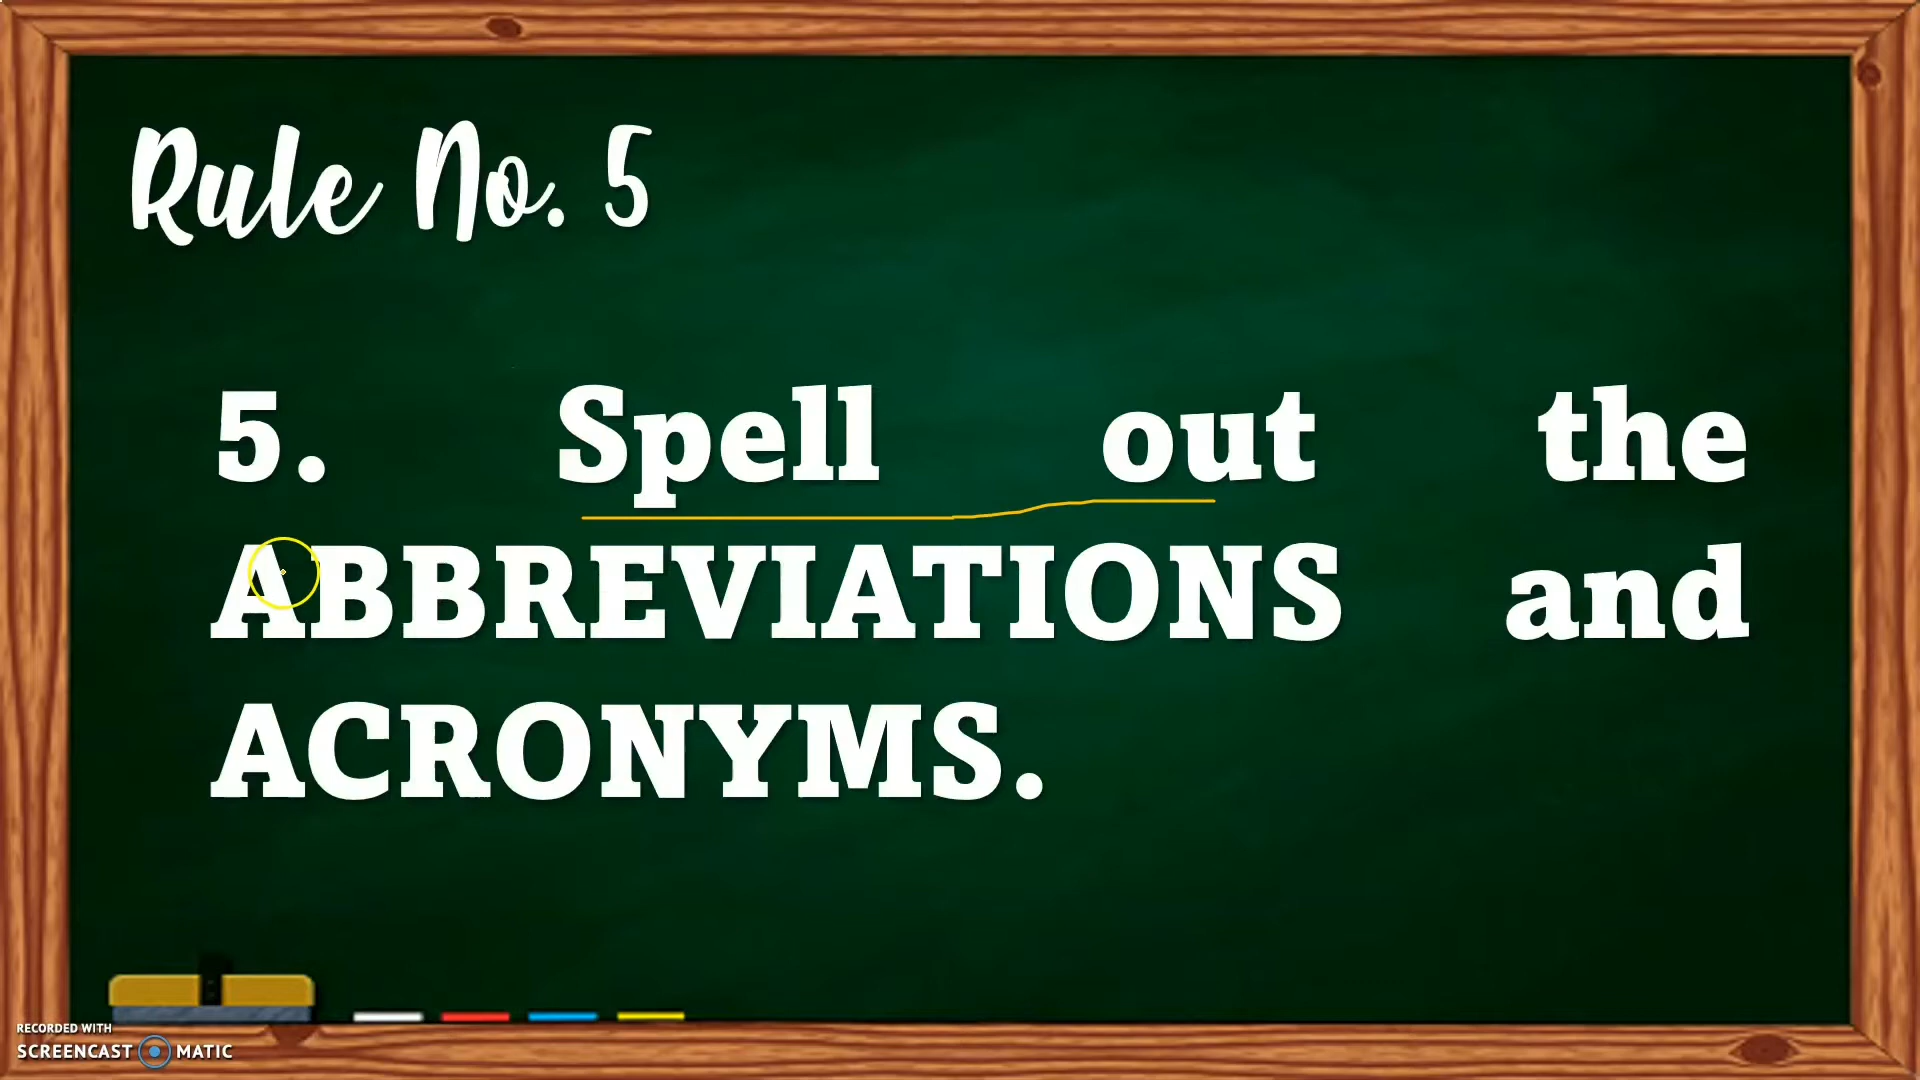 Rule No. 5
5. Spell out the
ABBREVIATIONS and
ACRONYMS.
RECORDED WITH
SCREENCAST MATIC